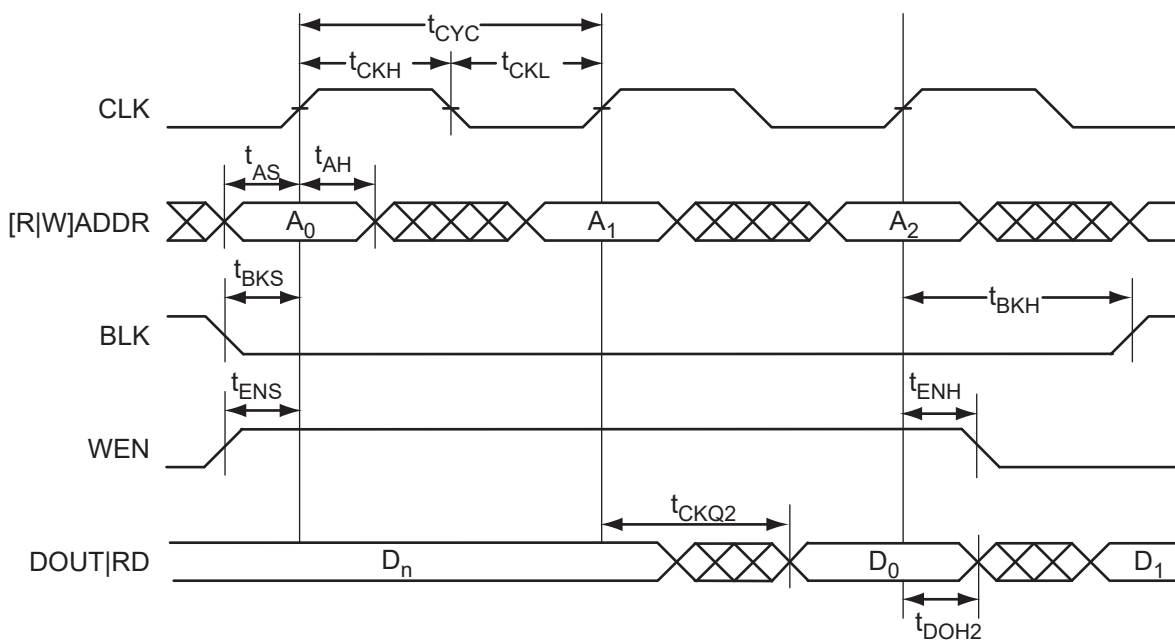 tCYC
tCKH tCKL
CLK
tAS tAH
[R|W]ADDR A0 A1 A2
tBKS tBKH
BLK
tENS tENH
WEN
tCKQ2
DOUT|RD Dn D0 D1
tDOH2